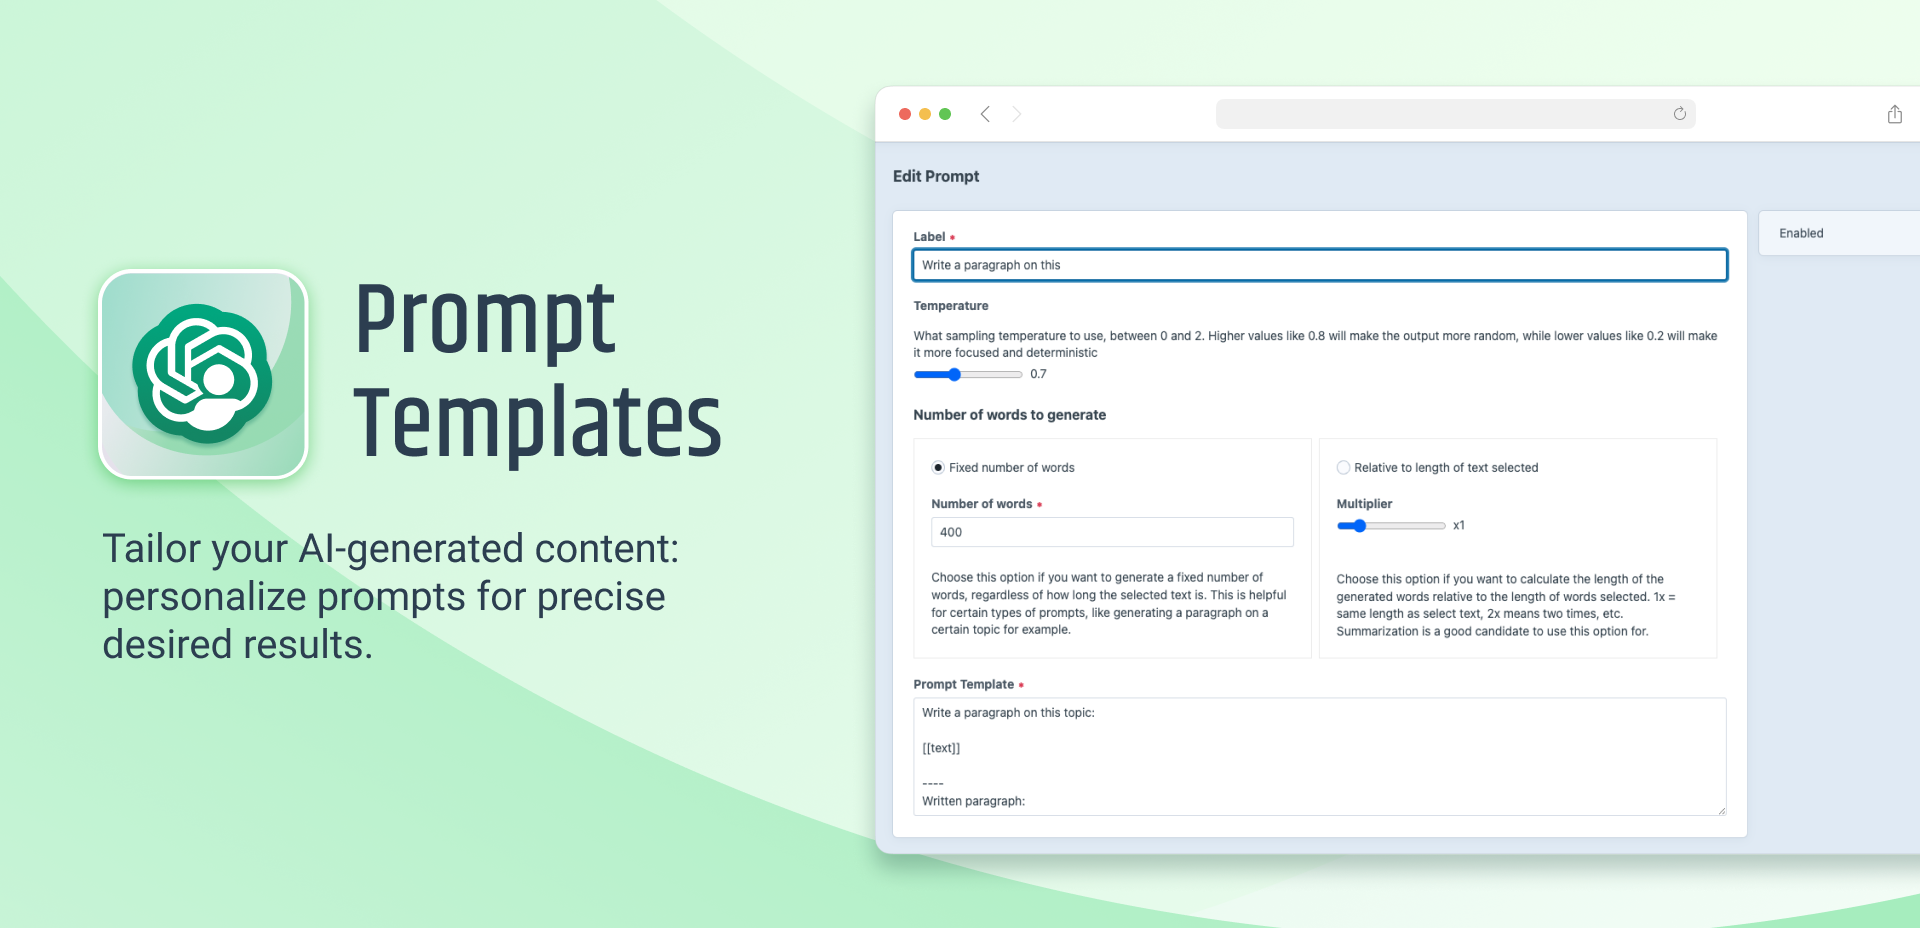 Prompt
Templates
Tailor your AI-generated content:
personalize prompts for precise
desired results.
Edit Prompt
Label *
Write a paragraph on this
Temperature
What sampling temperature to use, between 0 and 2. Higher values like 0.8 will make the output more random, while lower values like 0.2 will make
it more focused and deterministic
0.7
Number of words to generate
Fixed number of words
Number of words *
400
Choose this option if you want to generate a fixed number of
words, regardless of how long the selected text is. This is helpful
for certain types of prompts, like generating a paragraph on a
certain topic for example.
Relative to length of text selected
Multiplier
x1
Choose this option if you want to calculate the length of the
generated words relative to the length of words selected. 1x =
same length as select text, 2x means two times, etc.
Summarization is a good candidate to use this option for.
Prompt Template *
Write a paragraph on this topic:
[[text]]
----
Written paragraph:
Enabled